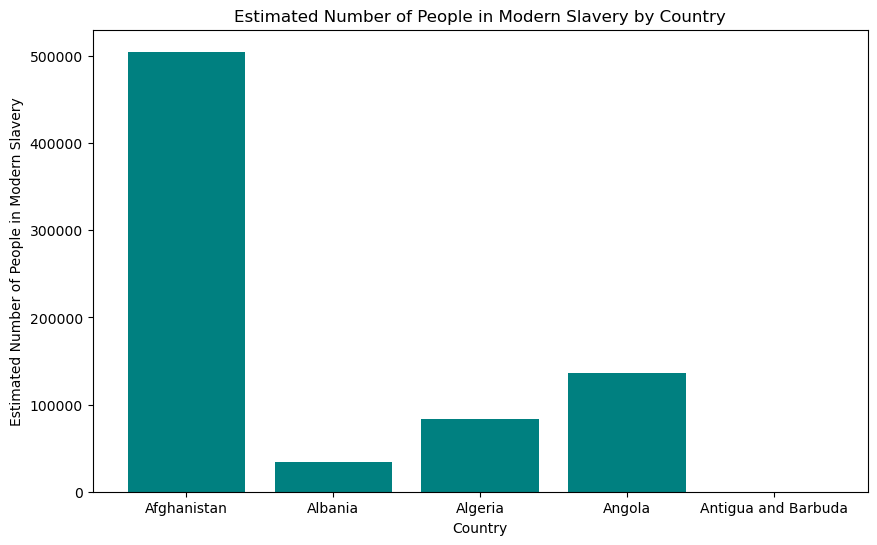 Estimated Number of People in Modern Slavery by Country
Estimated Number of People in Modern Slavery
500000
400000
300000
200000
100000
0
Afghanistan
Albania
Algeria
Angola
Antigua and Barbuda
Country